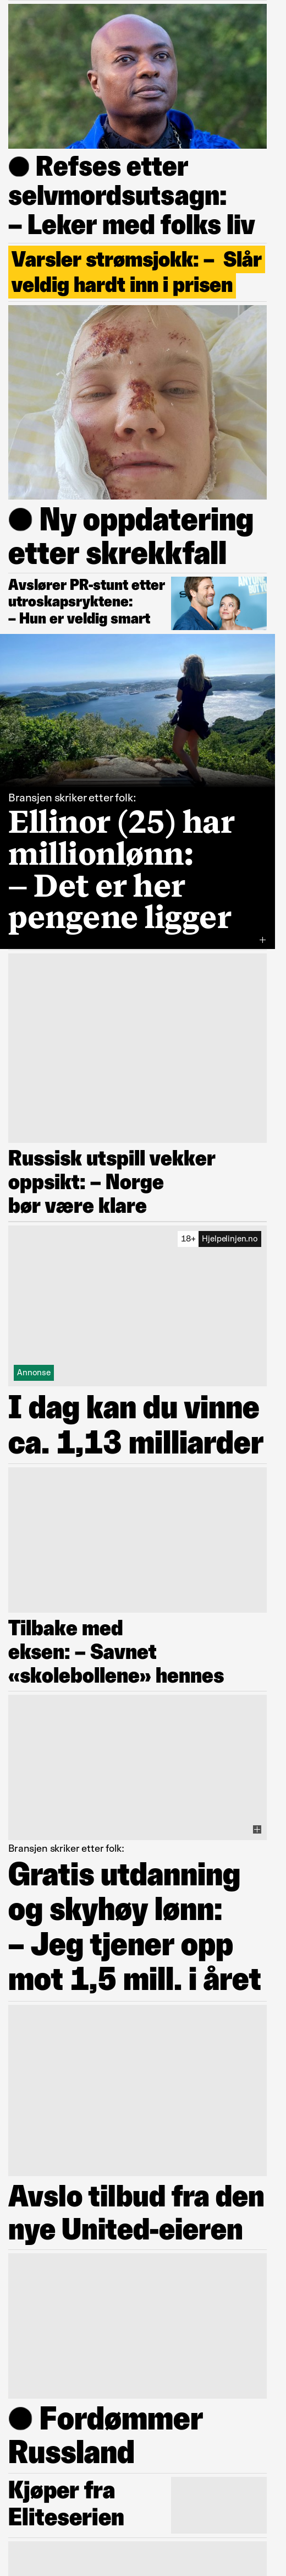 ● Refses etter
selvmordsutsagn:
– Leker med folks liv
Varsler strømsjokk: – Slår
veldig hardt inn i prisen
● Ny oppdatering
etter skrekkfall
Avslører PR-stunt etter
utroskapsryktene:
– Hun er veldig smart
Bransjen skriker etter folk:
Ellinor (25) har
millionlønn:
– Det er her
pengene ligger
+
Russisk utspill vekker
oppsikt: – Norge
bør være klare
18+ Hjelpelinjen.no
Annonse
I dag kan du vinne
ca. 1,13 milliarder
Tilbake med
eksen: – Savnet
«skolebollene» hennes
Bransjen skriker etter folk:
Gratis utdanning
og skyhøy lønn:
– Jeg tjener opp
mot 1,5 mill. i året
Avslo tilbud fra den
nye United-eieren
● Fordømmer
Russland
Kjøper fra
Eliteserien